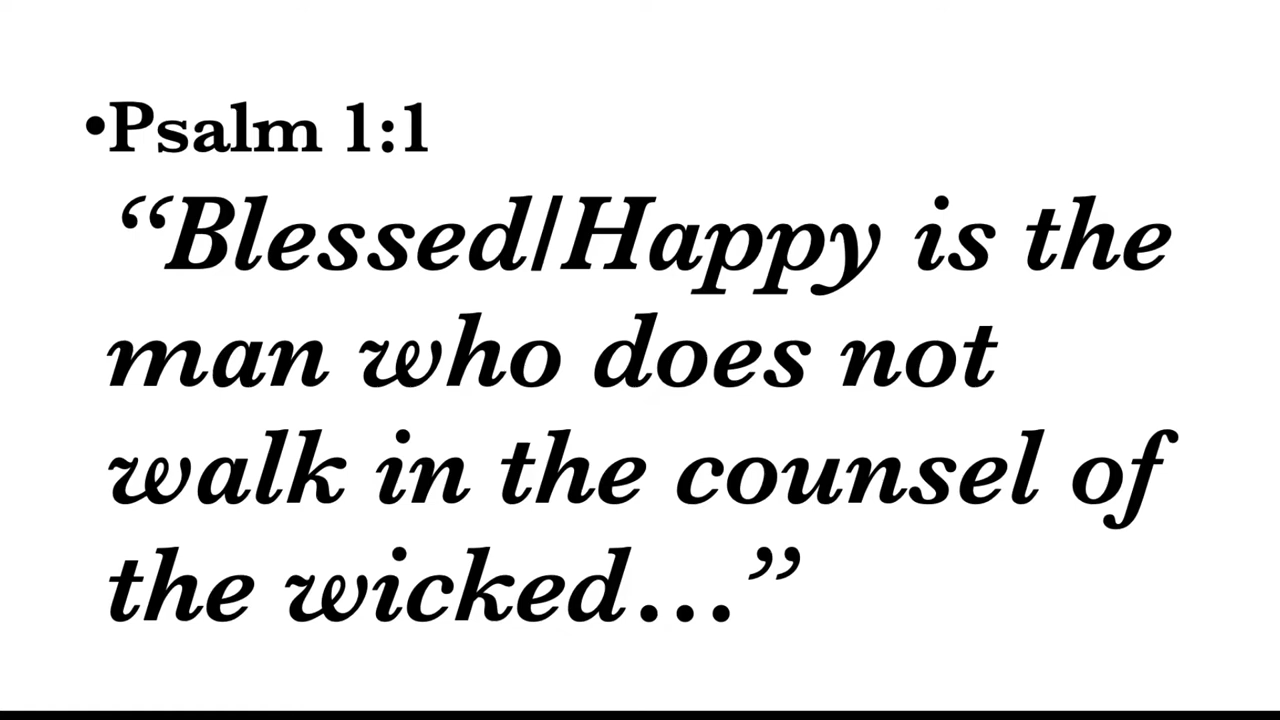 •Psalm 1:1
“Blessed/Happy is the
man who does not
walk in the counsel of
the wicked…”